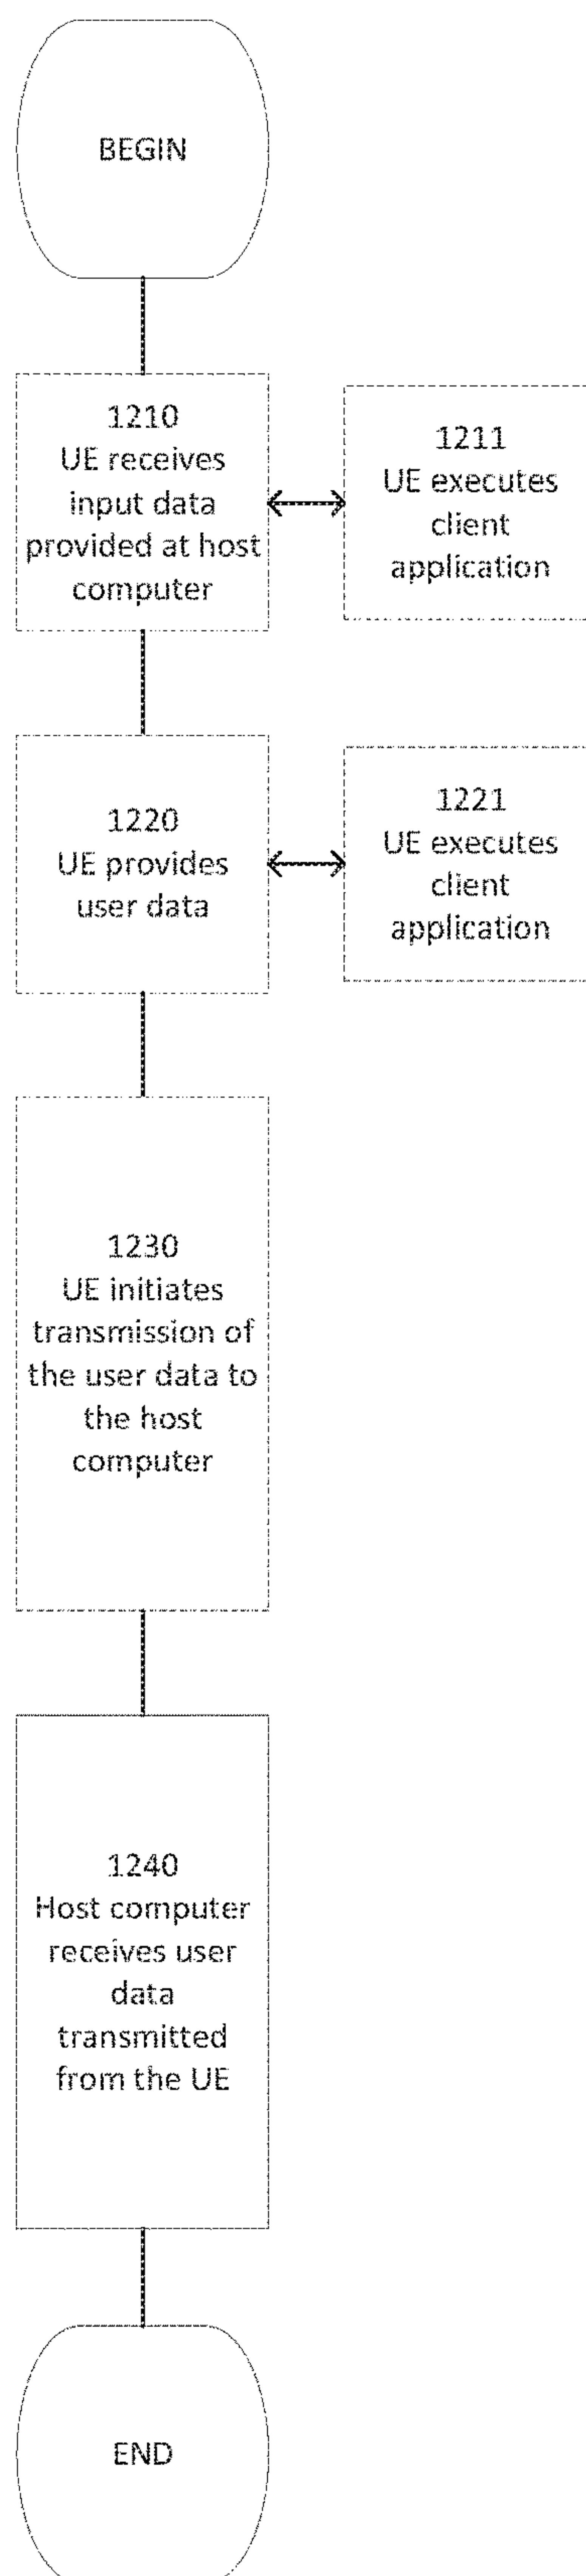 BEGIN
1210
UE receives
input data
provided at host
computer
1211
UE executes
client
application
1220
UE provides
user data
1221
UE executes
client
application
1230
UE initiates
transmission of
the user data to
the host
computer
1240
Host computer
receives user
data
transmitted
from the UE
END